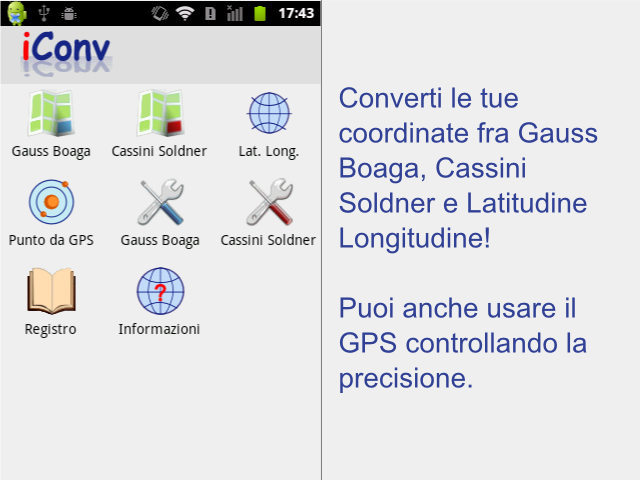 17:43
iConv
Gauss Boaga
Cassini Soldner
Lat. Long.
Punto da GPS
Gauss Boaga
Cassini Soldner
?
Registro
Informazioni
Converti le tue
coordinate fra Gauss
Boaga, Cassini
Soldner e Latitudine
Longitudine!
Puoi anche usare il
GPS controllando la
precisione.